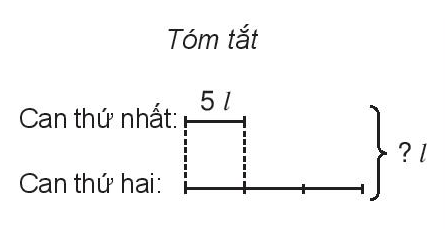 Tóm tắt
5 l
Can thứ nhất:
Can thứ hai:
? l